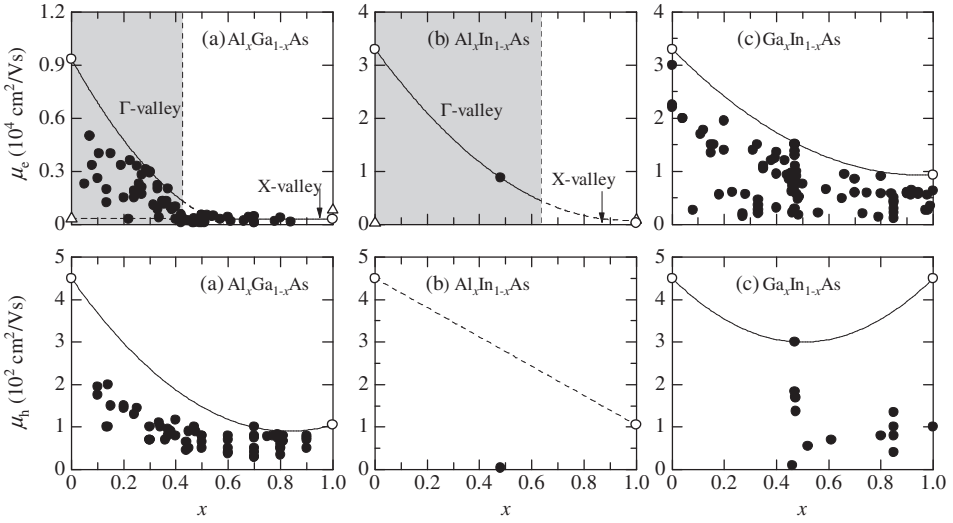 μe (10⁴ cm²/Vs)
1.2
0.9
0.6
0.3
0
(a) AlxGa1-xAs
Γ-valley
X-valley
4
3
2
1
0
(b) AlxIn1-xAs
Γ-valley
X-valley
4
3
2
1
0
(c) GaxIn1-xAs
μh (10² cm²/Vs)
5
4
3
2
1
0
(a) AlxGa1-xAs
0 0.2 0.4 0.6 0.8 1.0
x
5
4
3
2
1
0
(b) AlxIn1-xAs
0 0.2 0.4 0.6 0.8 1.0
x
5
4
3
2
1
0
(c) GaxIn1-xAs
0 0.2 0.4 0.6 0.8 1.0
x